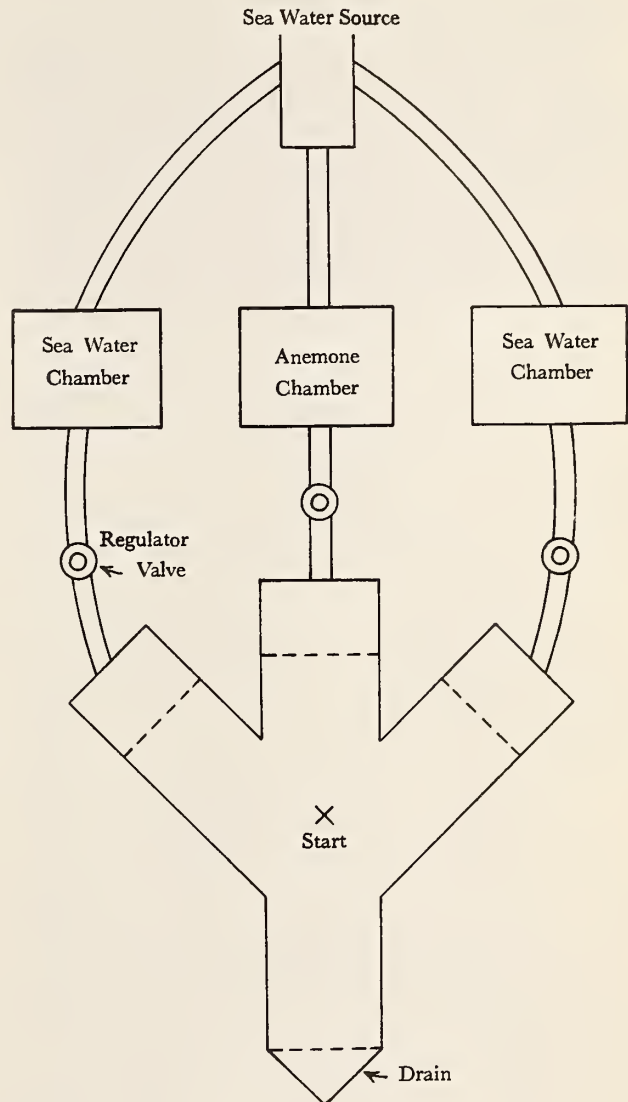 Sea Water Source
Sea Water
Chamber
Anemone
Chamber
Sea Water
Chamber
Regulator
Valve
Start
Drain